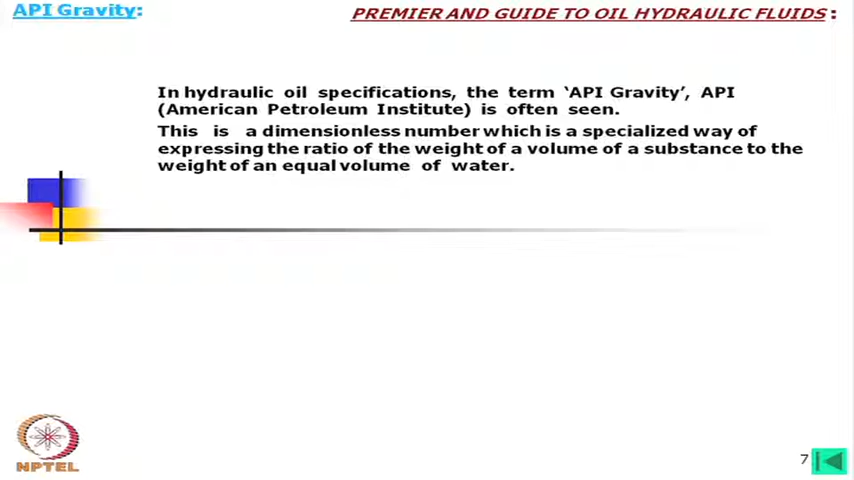 API Gravity:
PREMIER AND GUIDE TO OIL HYDRAULIC FLUIDS :
In hydraulic oil specifications, the term ‘API Gravity’, API
(American Petroleum Institute) is often seen.
This is a dimensionless number which is a specialized way of
expressing the ratio of the weight of a volume of a substance to the
weight of an equal volume of water.
NPTEL
7